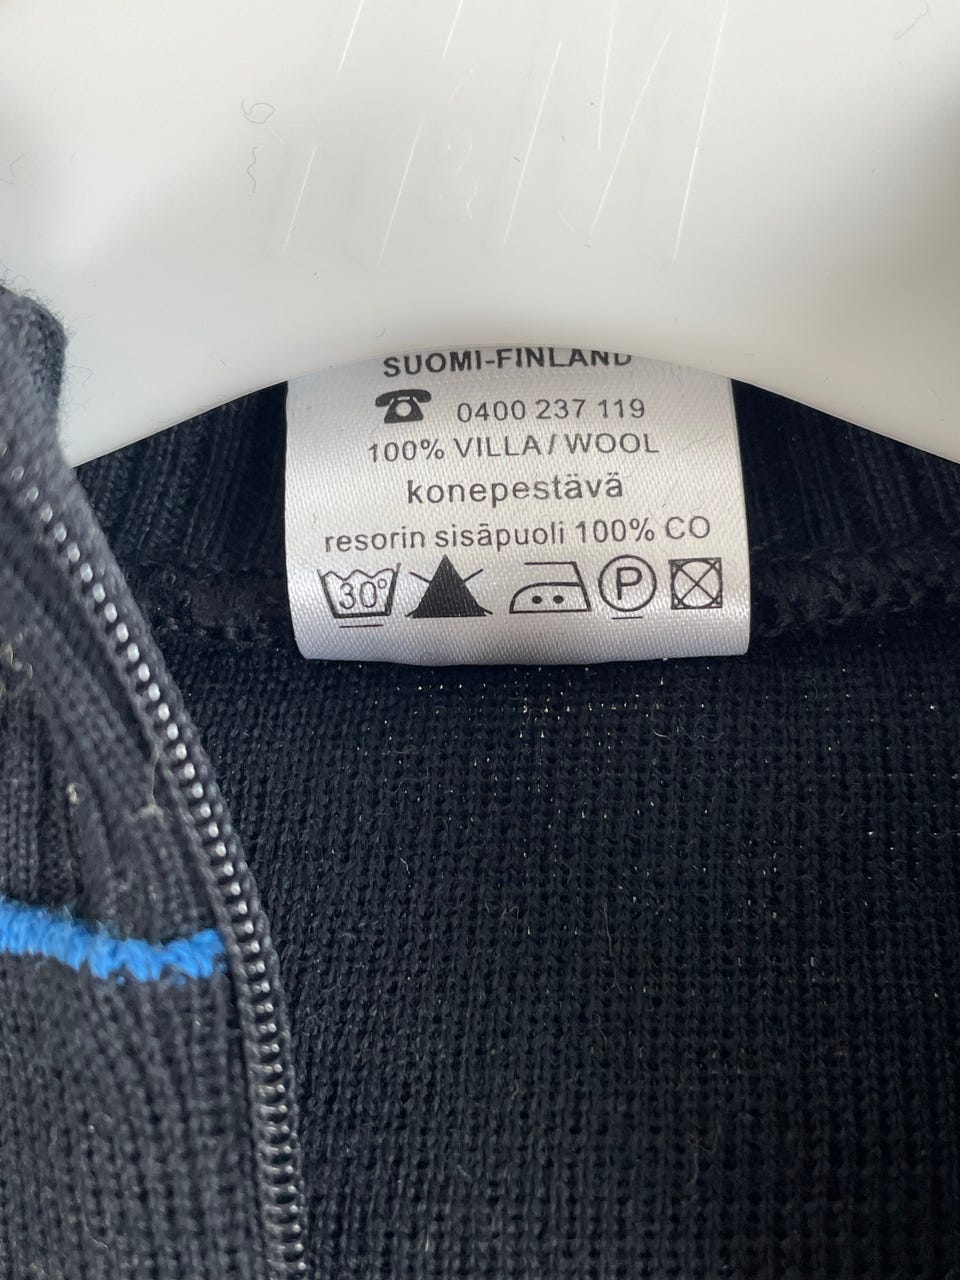 SUOMI-FINLAND
0400 237 119
100% VILLA/WOOL
konepestävä
resorin sisäpuoli 100% CO
30° P